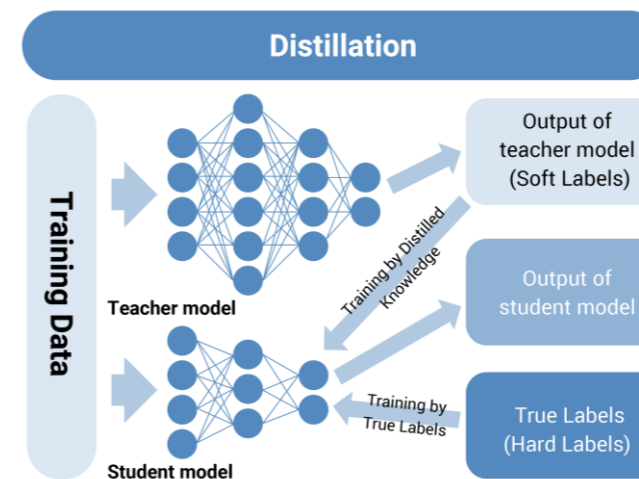 Distillation
Training Data
Teacher model
Output of
teacher model
(Soft Labels)
Training by Distilled
Knowledge
Output of
student model
Training by
True Labels
True Labels
(Hard Labels)
Student model